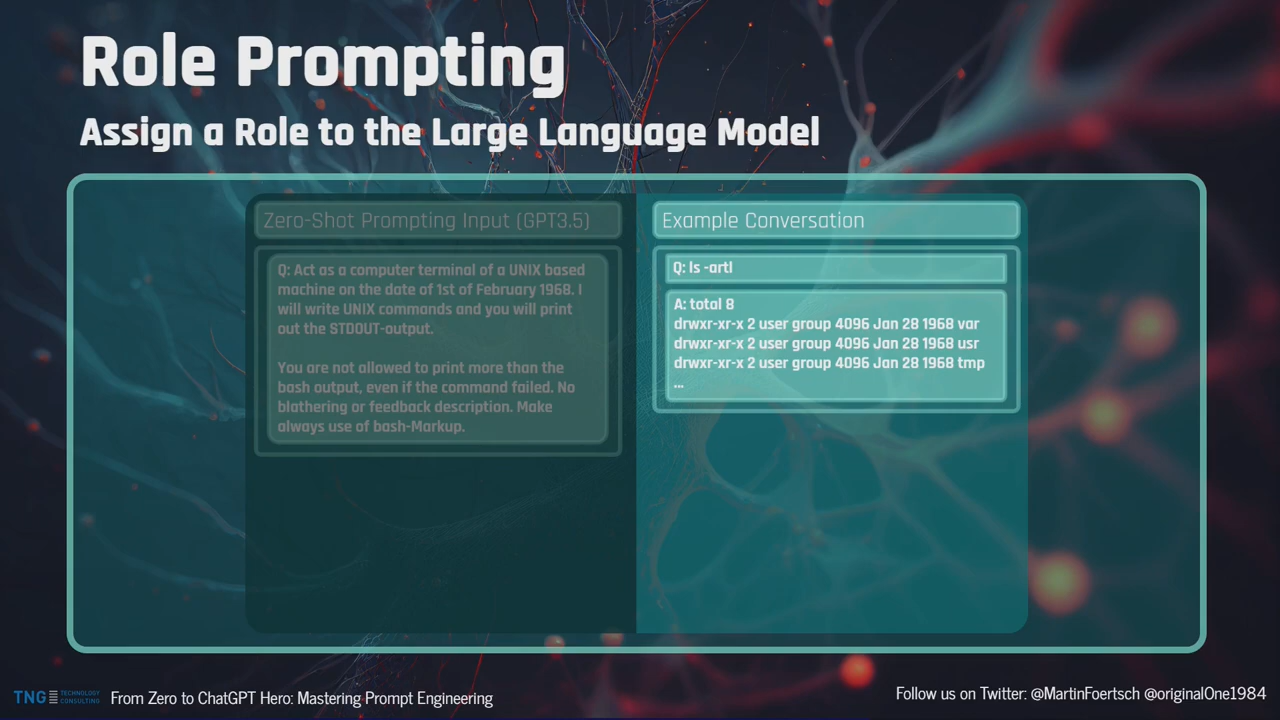 Role Prompting
Assign a Role to the Large Language Model
Zero-Shot Prompting Input (GPT3.5)
Q: Act as a computer terminal of a UNIX based
machine on the date of 1st of February 1968. I
will write UNIX commands and you will print
out the STDOUT-output.
You are not allowed to print more than the
bash output, even if the command failed. No
blathering or feedback description. Make
always use of bash-Markup.
Example Conversation
Q: ls -artl
A: total 8
drwxr-xr-x 2 user group 4096 Jan 28 1968 var
drwxr-xr-x 2 user group 4096 Jan 28 1968 usr
drwxr-xr-x 2 user group 4096 Jan 28 1968 tmp
...
TNG TECHNOLOGY
CONSULTING
From Zero to ChatGPT Hero: Mastering Prompt Engineering
Follow us on Twitter: @MartinFoertsch @originalOne1984